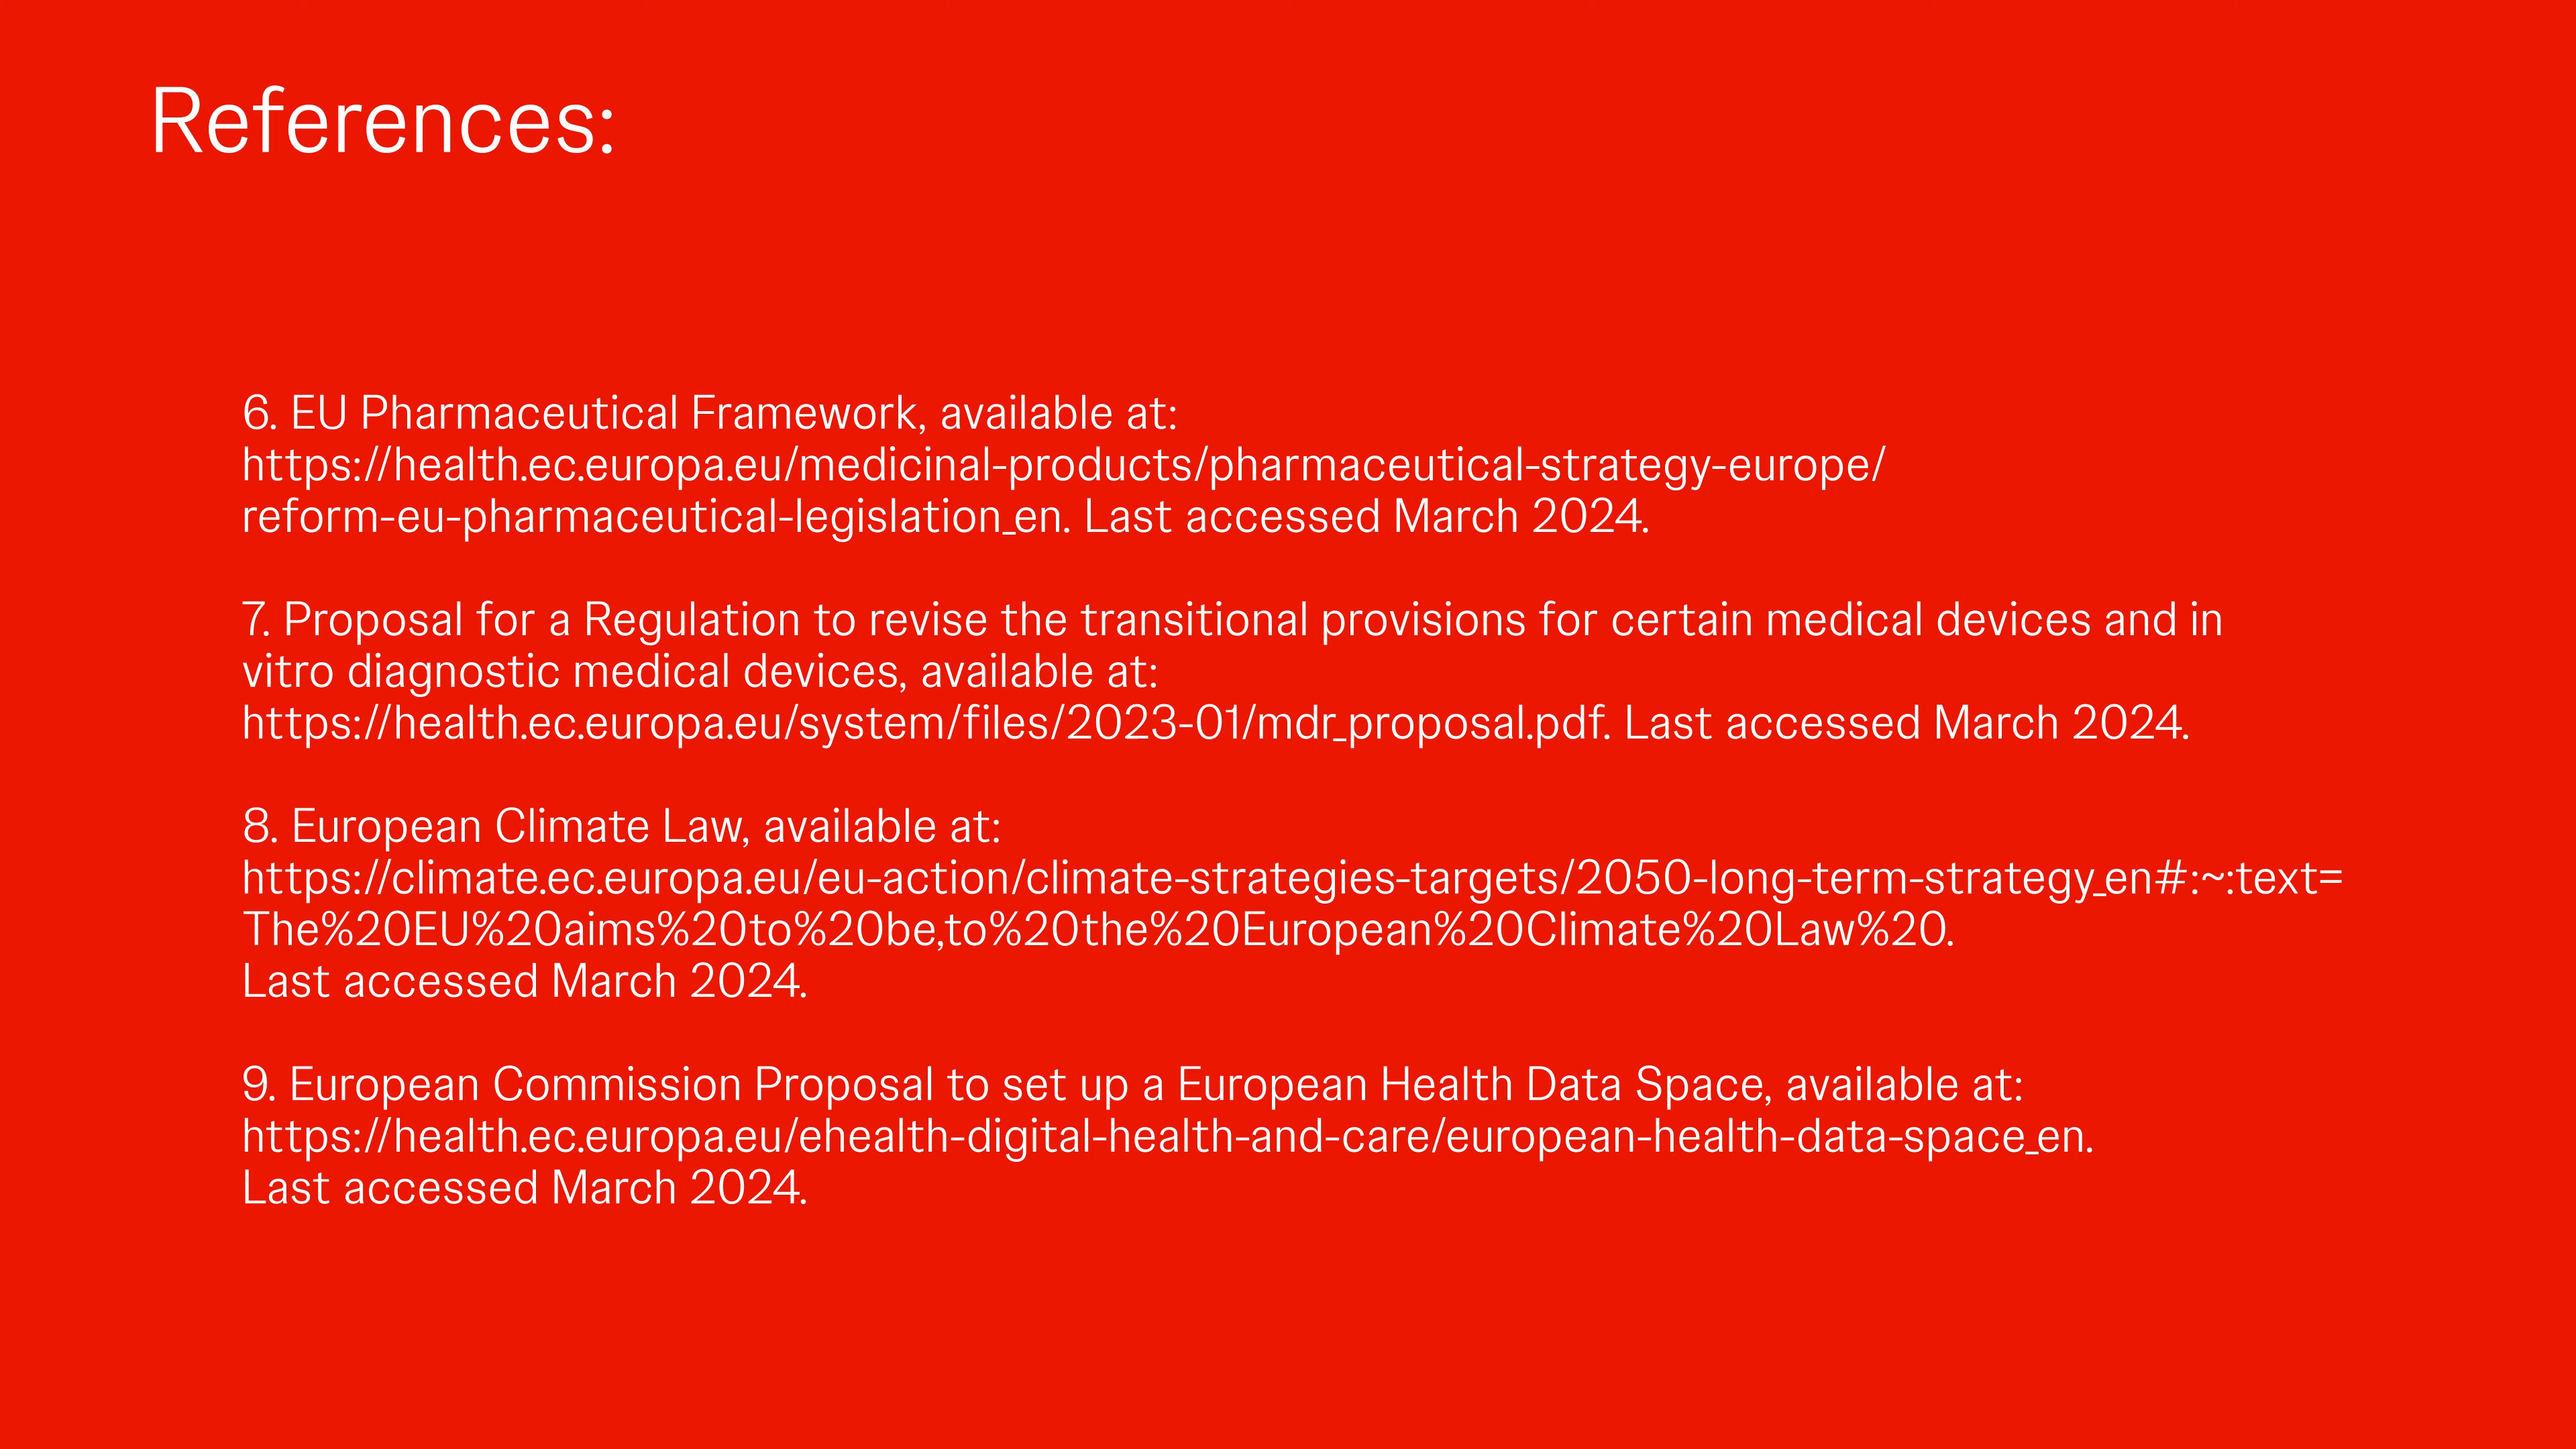 References:
6. EU Pharmaceutical Framework, available at:
https://health.ec.europa.eu/medicinal-products/pharmaceutical-strategy-europe/
reform-eu-pharmaceutical-legislation_en. Last accessed March 2024.
7. Proposal for a Regulation to revise the transitional provisions for certain medical devices and in
vitro diagnostic medical devices, available at:
https://health.ec.europa.eu/system/files/2023-01/mdr_proposal.pdf. Last accessed March 2024.
8. European Climate Law, available at:
https://climate.ec.europa.eu/eu-action/climate-strategies-targets/2050-long-term-strategy_en#:~:text=
The%20EU%20aims%20to%20be,to%20the%20European%20Climate%20Law%20.
Last accessed March 2024.
9. European Commission Proposal to set up a European Health Data Space, available at:
https://health.ec.europa.eu/ehealth-digital-health-and-care/european-health-data-space_en.
Last accessed March 2024.